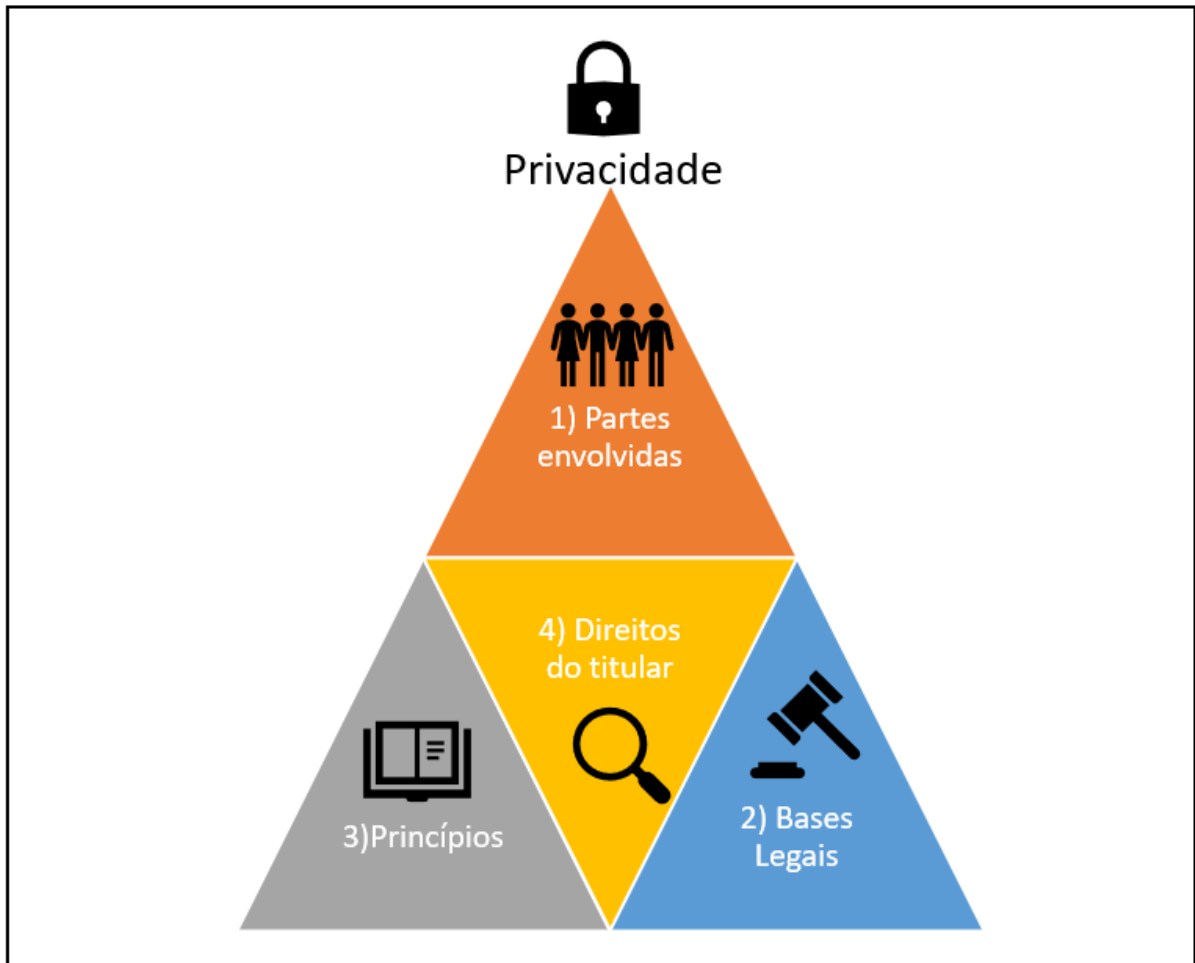 Privacidade
1) Partes
envolvidas
4) Direitos
do titular
3)Princípios
2) Bases
Legais